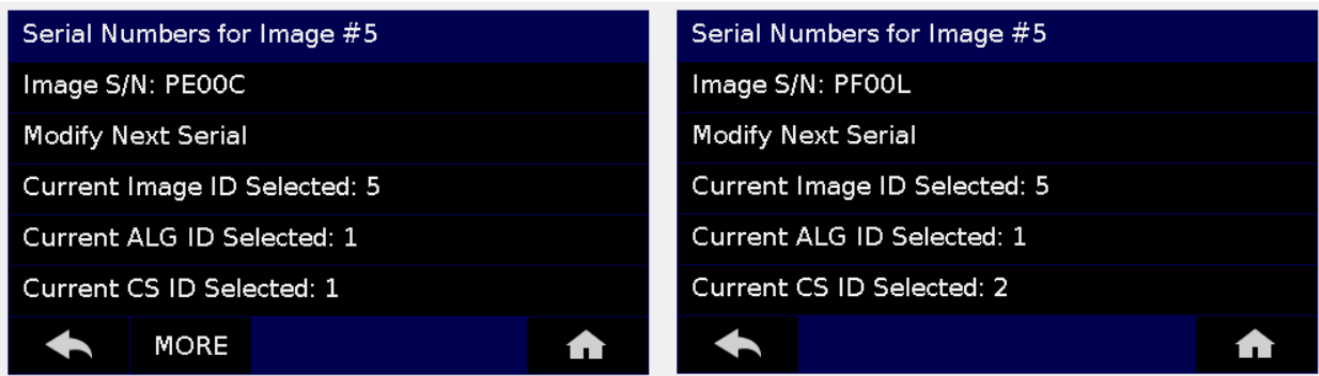 Serial Numbers for Image #5
Image S/N: PE00C
Modify Next Serial
Current Image ID Selected: 5
Current ALG ID Selected: 1
Current CS ID Selected: 1
MORE
Serial Numbers for Image #5
Image S/N: PF00L
Modify Next Serial
Current Image ID Selected: 5
Current ALG ID Selected: 1
Current CS ID Selected: 2